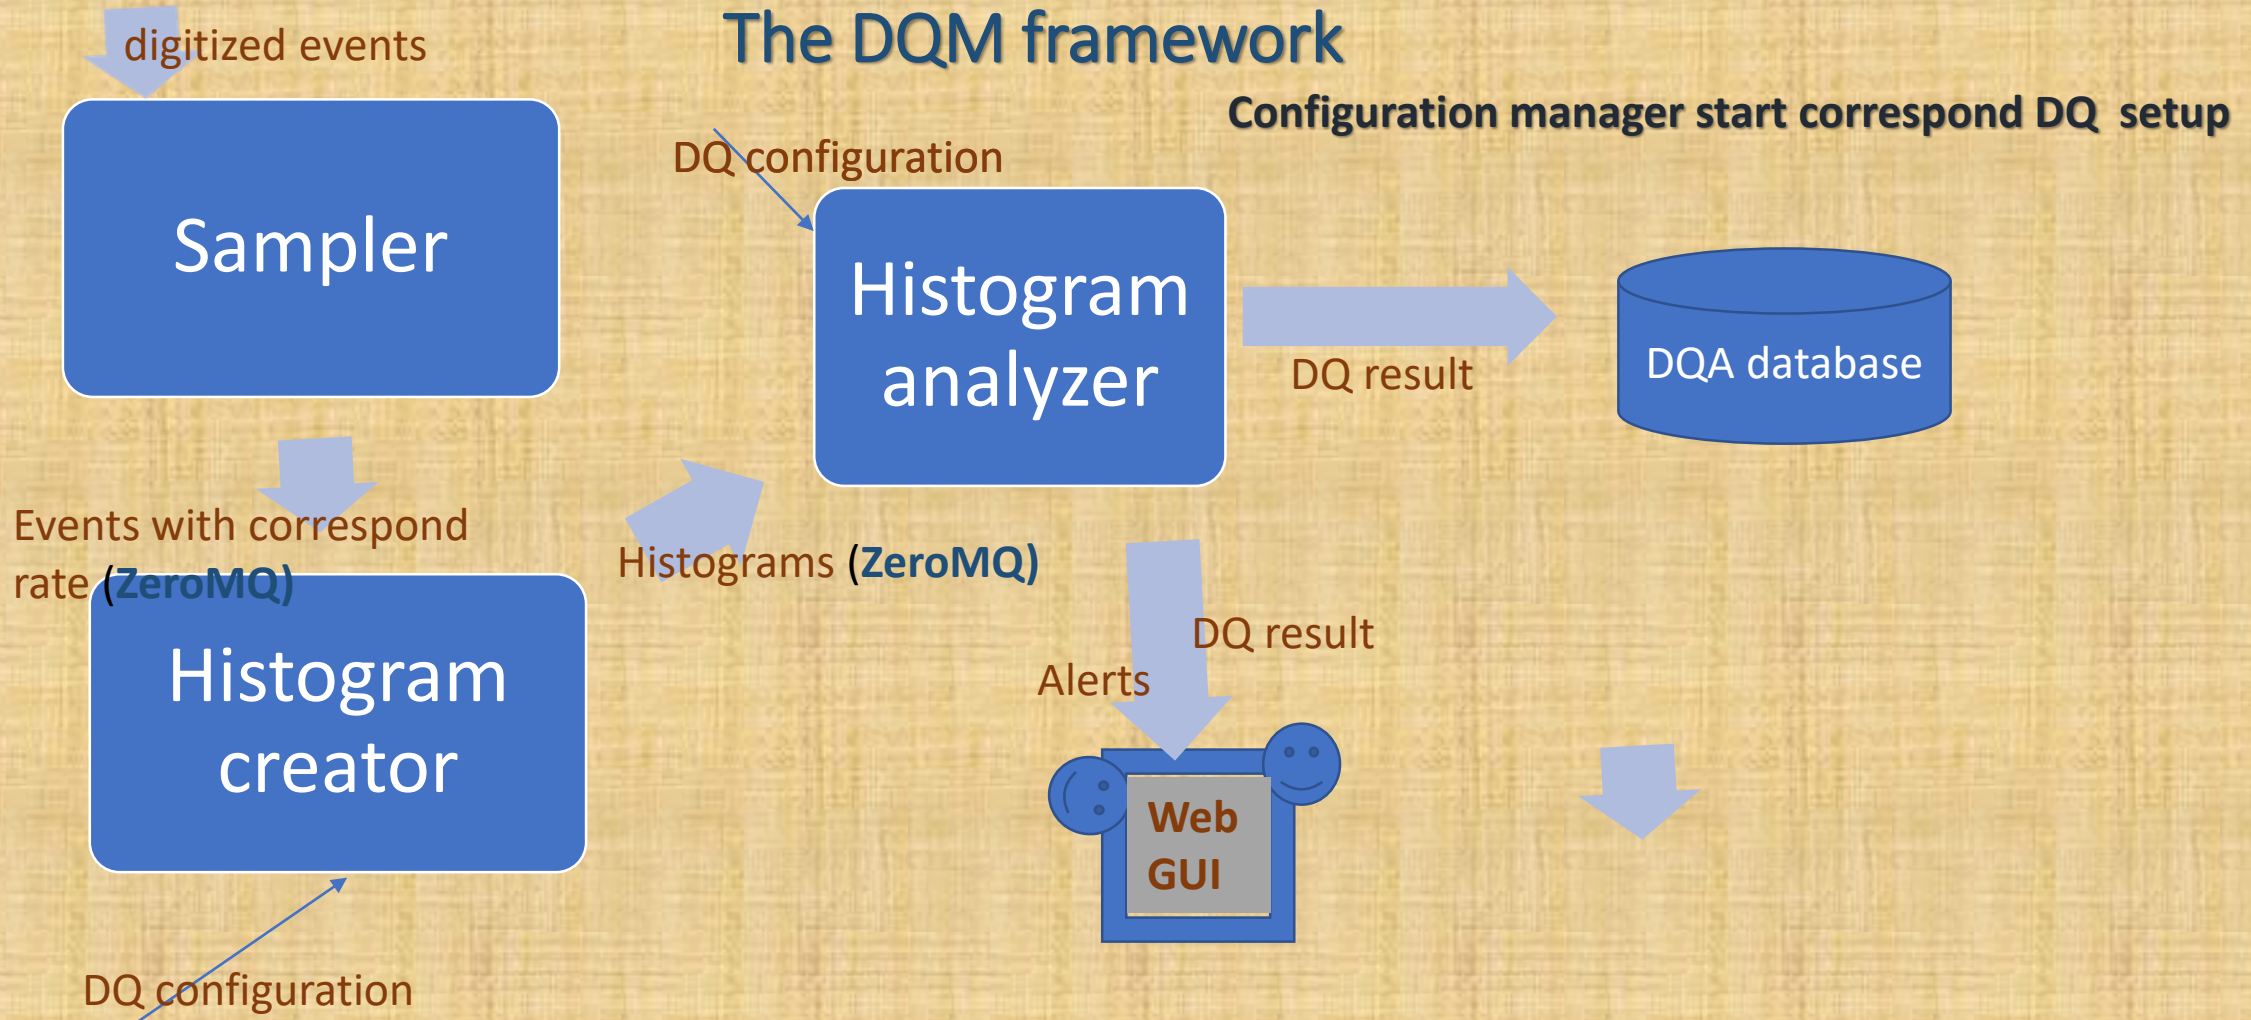 The DQM framework
digitized events
Configuration manager start correspond DQ  setup
Sampler
DQ configuration
Histogram
analyzer
DQ result
DQA database
Events with correspond
rate (ZeroMQ)
Histograms (ZeroMQ)
Histogram
creator
DQ result
Alerts
Web
GUI
DQ configuration